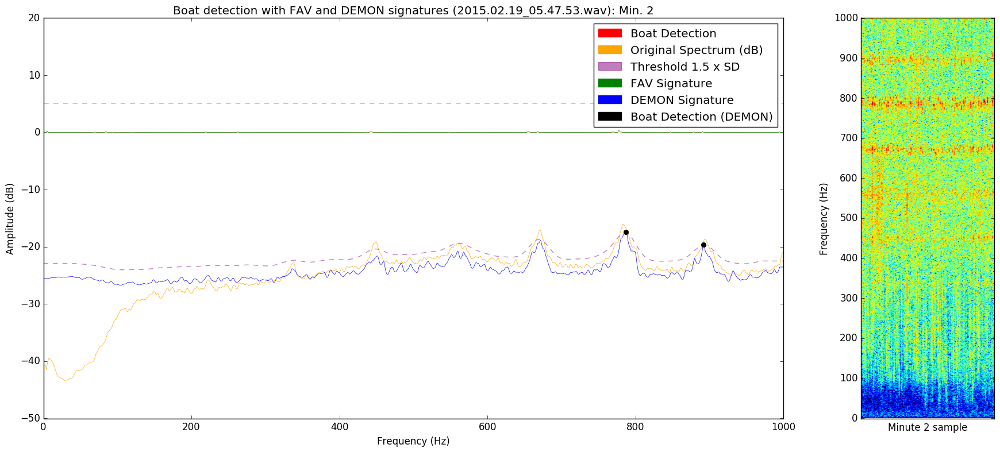 Boat detection with FAV and DEMON signatures (2015.02.19_05.47.53.wav): Min. 2
20
10
0
−10
−20
−30
−40
−50
Amplitude (dB)
Boat Detection
Original Spectrum (dB)
Threshold 1.5 x SD
FAV Signature
DEMON Signature
Boat Detection (DEMON)
0
200
400
600
800
1000
Frequency (Hz)
1000
900
800
700
600
500
400
300
200
100
0
Frequency (Hz)
Minute 2 sample